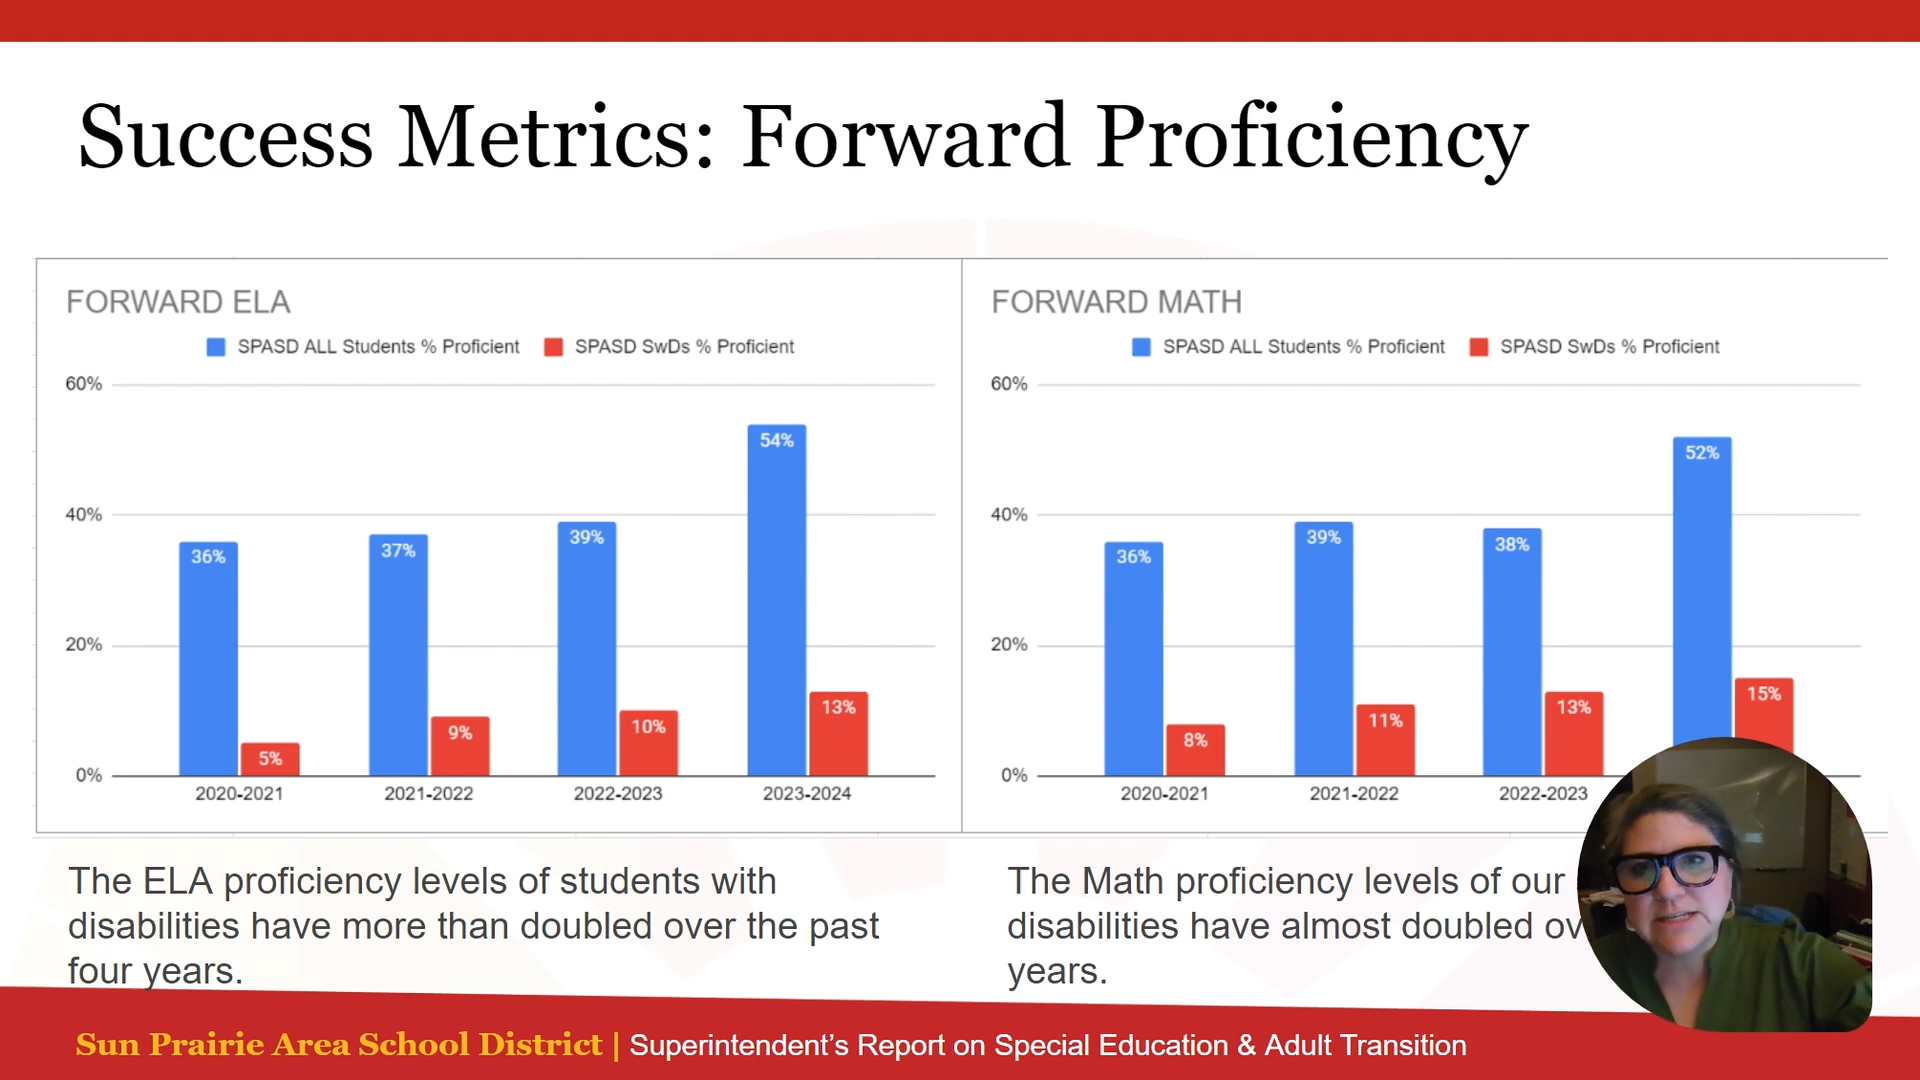 Success Metrics: Forward Proficiency
FORWARD ELA
SPASD ALL Students % Proficient SPASD SwDs % Proficient
60%
40%
20%
0%
36%
5%
37%
9%
39%
10%
54%
13%
2020-2021 2021-2022 2022-2023 2023-2024
The ELA proficiency levels of students with
disabilities have more than doubled over the past
four years.
FORWARD MATH
SPASD ALL Students % Proficient SPASD SwDs % Proficient
60%
40%
20%
0%
36%
8%
39%
11%
38%
13%
52%
15%
2020-2021 2021-2022 2022-2023
The Math proficiency levels of our
disabilities have almost doubled ov
years.
Sun Prairie Area School District | Superintendent’s Report on Special Education & Adult Transition